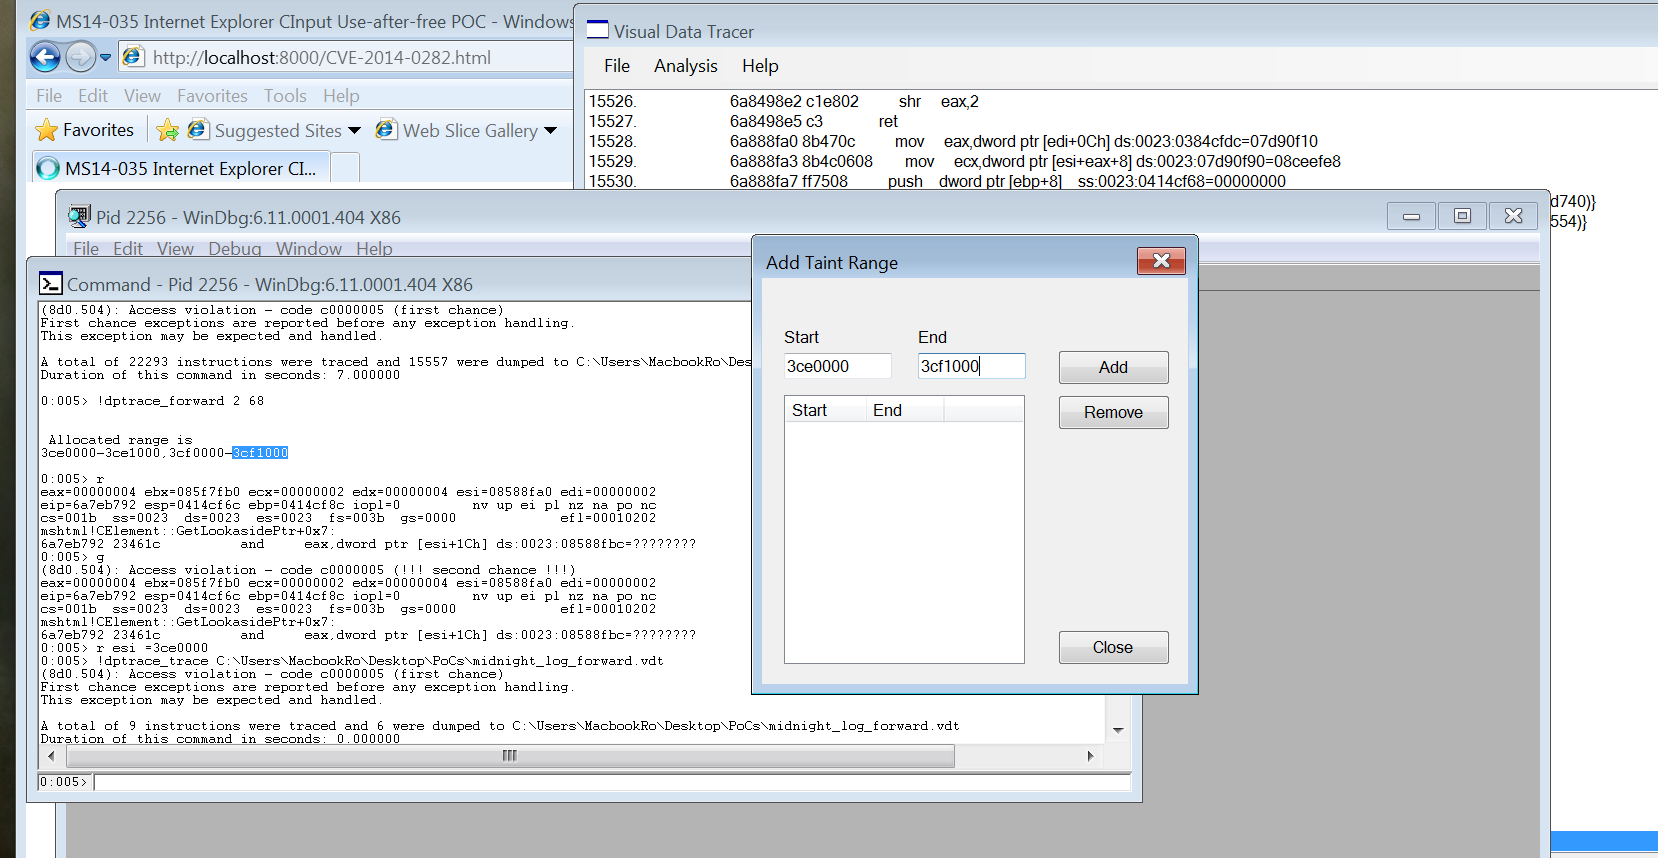 MS14-035 Internet Explorer CInput Use-after-free POC - Windows
http://localhost:8000/CVE-2014-0282.html
File Edit View Favorites Tools Help
Favorites Suggested Sites Web Slice Gallery
MS14-035 Internet Explorer CI...
Visual Data Tracer
File Analysis Help
15526. 6a8498e2 c1e802 shr eax,2
15527. 6a8498e5 c3 ret
15528. 6a888fa0 8b470c mov eax,dword ptr [edi+0Ch] ds:0023:0384cfdc=07d90f10
15529. 6a888fa3 8b4c0608 mov ecx,dword ptr [esi+eax+8] ds:0023:07d90f90=08ceefe8
15530. 6a888fa7 ff7508 push dword ptr [ebp+8] ss:0023:0414cf68=00000000
d740)}
554)}
Pid 2256 - WinDbg:6.11.0001.404 X86
File Edit View Debug Window Help
Command - Pid 2256 - WinDbg:6.11.0001.404 X86
(8d0.504): Access violation - code c0000005 (first chance)
First chance exceptions are reported before any exception handling.
This exception may be expected and handled.
A total of 22293 instructions were traced and 15557 were dumped to C:\Users\MacbookRo\Des
Duration of this command in seconds: 7.000000
0:005> !dptrace_forward 2 68
Allocated range is
3ce0000-3ce1000,3cf0000-3cf1000
0:005> r
eax=00000004 ebx=085f7fb0 ecx=00000002 edx=00000004 esi=08588fa0 edi=00000002
eip=6a7eb792 esp=0414cf6c ebp=0414cf8c iopl=0 nv up ei pl nz na po nc
cs=001b ss=0023 ds=0023 es=0023 fs=003b gs=0000 efl=00010202
mshtml!CElement::GetLookasidePtr+0x7:
6a7eb792 23461c and eax,dword ptr [esi+1Ch] ds:0023:08588fbc=????????
0:005> g
(8d0.504): Access violation - code c0000005 (!!! second chance !!!)
eax=00000004 ebx=085f7fb0 ecx=00000002 edx=00000004 esi=08588fa0 edi=00000002
eip=6a7eb792 esp=0414cf6c ebp=0414cf8c iopl=0 nv up ei pl nz na po nc
cs=001b ss=0023 ds=0023 es=0023 fs=003b gs=0000 efl=00010202
mshtml!CElement::GetLookasidePtr+0x7:
6a7eb792 23461c and eax,dword ptr [esi+1Ch] ds:0023:08588fbc=????????
0:005> r esi =3ce0000
0:005> !dptrace_trace C:\Users\MacbookRo\Desktop\PoCs\midnight_log_forward.vdt
(8d0.504): Access violation - code c0000005 (first chance)
First chance exceptions are reported before any exception handling.
This exception may be expected and handled.
A total of 9 instructions were traced and 6 were dumped to C:\Users\MacbookRo\Desktop\PoCs\midnight_log_forward.vdt
Duration of this command in seconds: 0.000000
0:005>
Add Taint Range
Start End
3ce0000 3cf1000 Add
Start End Remove
Close